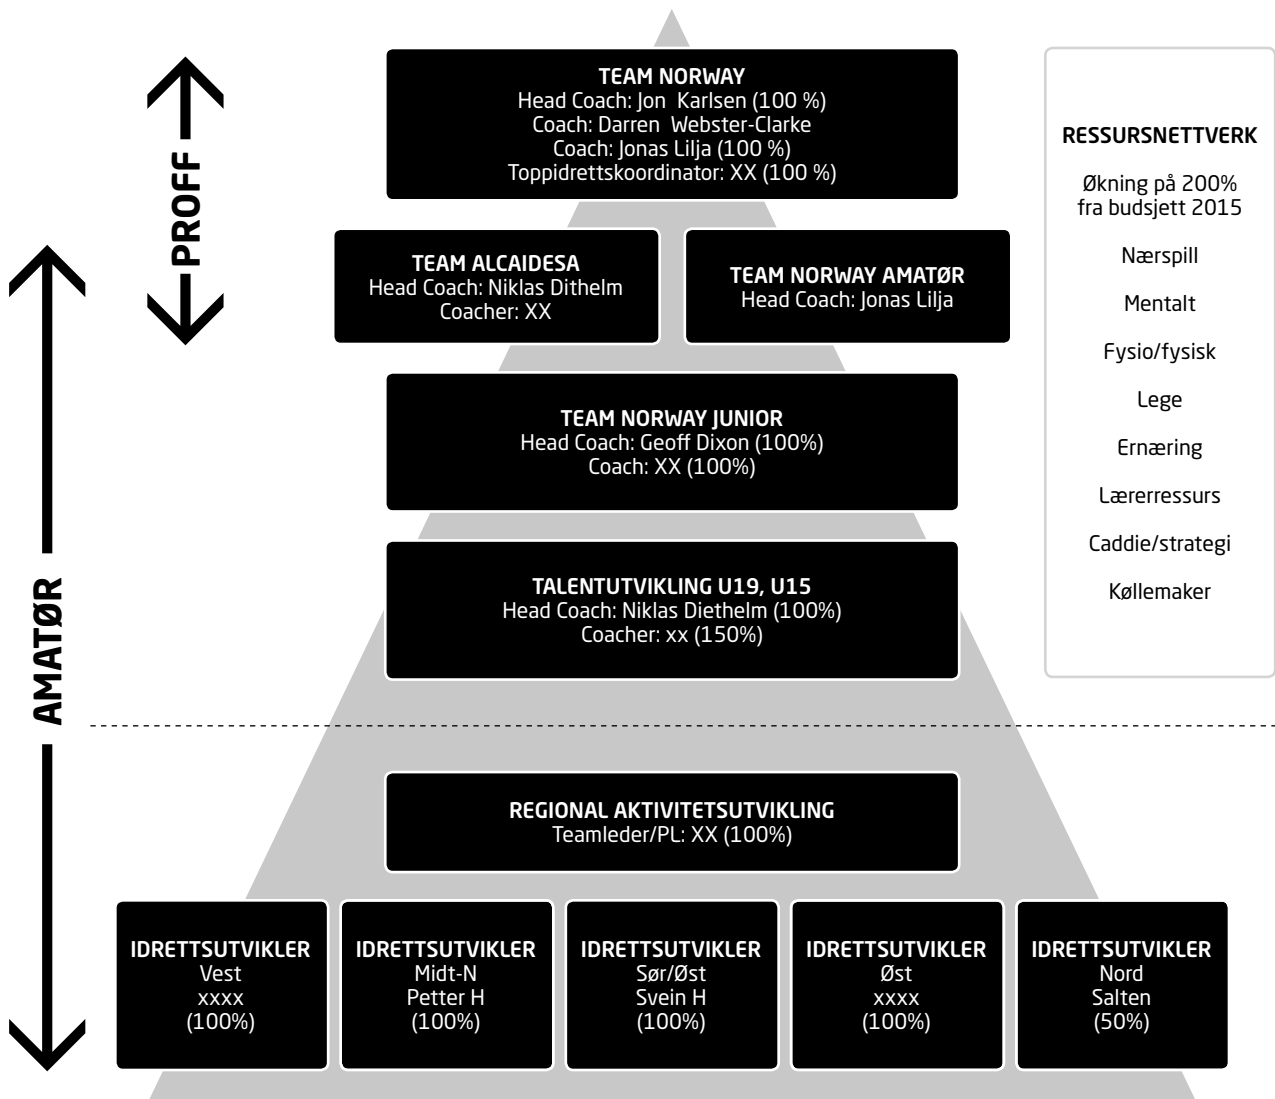 PROFF
AMATØR
TEAM NORWAY
Head Coach: Jon Karlsen (100 %)
Coach: Darren Webster-Clarke
Coach: Jonas Lilja (100 %)
Toppidrettskoordinator: XX (100 %)
TEAM ALCAIDESA
Head Coach: Niklas Dithelm
Coacher: XX
TEAM NORWAY AMATØR
Head Coach: Jonas Lilja
TEAM NORWAY JUNIOR
Head Coach: Geoff Dixon (100%)
Coach: XX (100%)
TALENTUTVIKLING U19, U15
Head Coach: Niklas Diethelm (100%)
Coacher: xx (150%)
REGIONAL AKTIVITETSUTVIKLING
Teamleder/PL: XX (100%)
IDRETTSUTVIKLER
Vest
xxxx
(100%)
IDRETTSUTVIKLER
Midt-N
Petter H
(100%)
IDRETTSUTVIKLER
Sør/Øst
Svein H
(100%)
IDRETTSUTVIKLER
Øst
xxxx
(100%)
IDRETTSUTVIKLER
Nord
Salten
(50%)
RESSURSNETTVERK
Økning på 200%
fra budsjett 2015
Nærspill
Mentalt
Fysio/fysisk
Lege
Ernæring
Lærerressurs
Caddie/strategi
Køllemaker